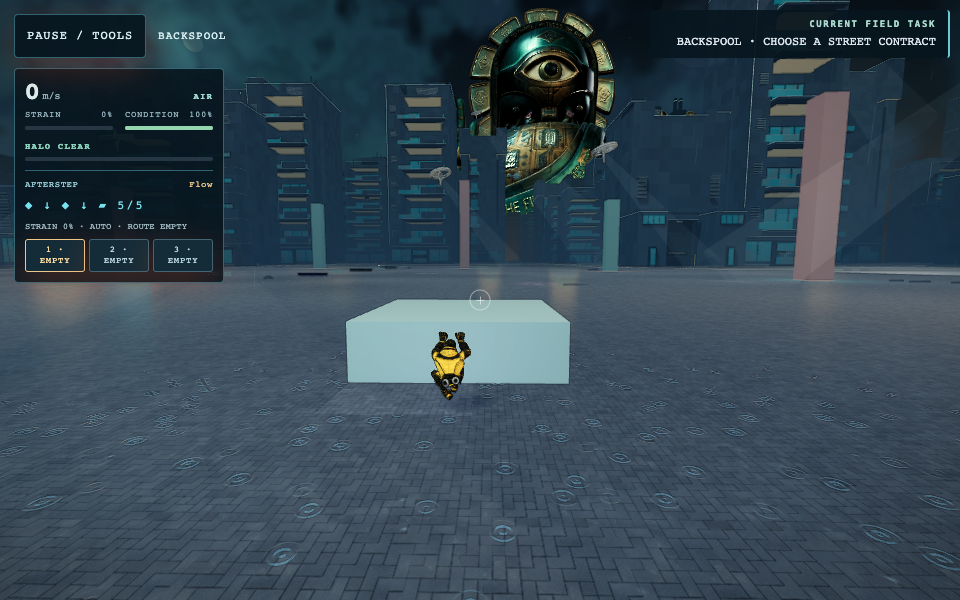 PAUSE / TOOLS
BACKSPOOL
CURRENT FIELD TASK
BACKSPOOL · CHOOSE A STREET CONTRACT
0 m/s
AIR
STRAIN 0%
CONDITION 100%
HALO CLEAR
AFTERSTEP
Flow
◆ ↓ ◆ ↓ ▰ 5/5
STRAIN 0% · AUTO · ROUTE EMPTY
1 · EMPTY
2 · EMPTY
3 · EMPTY